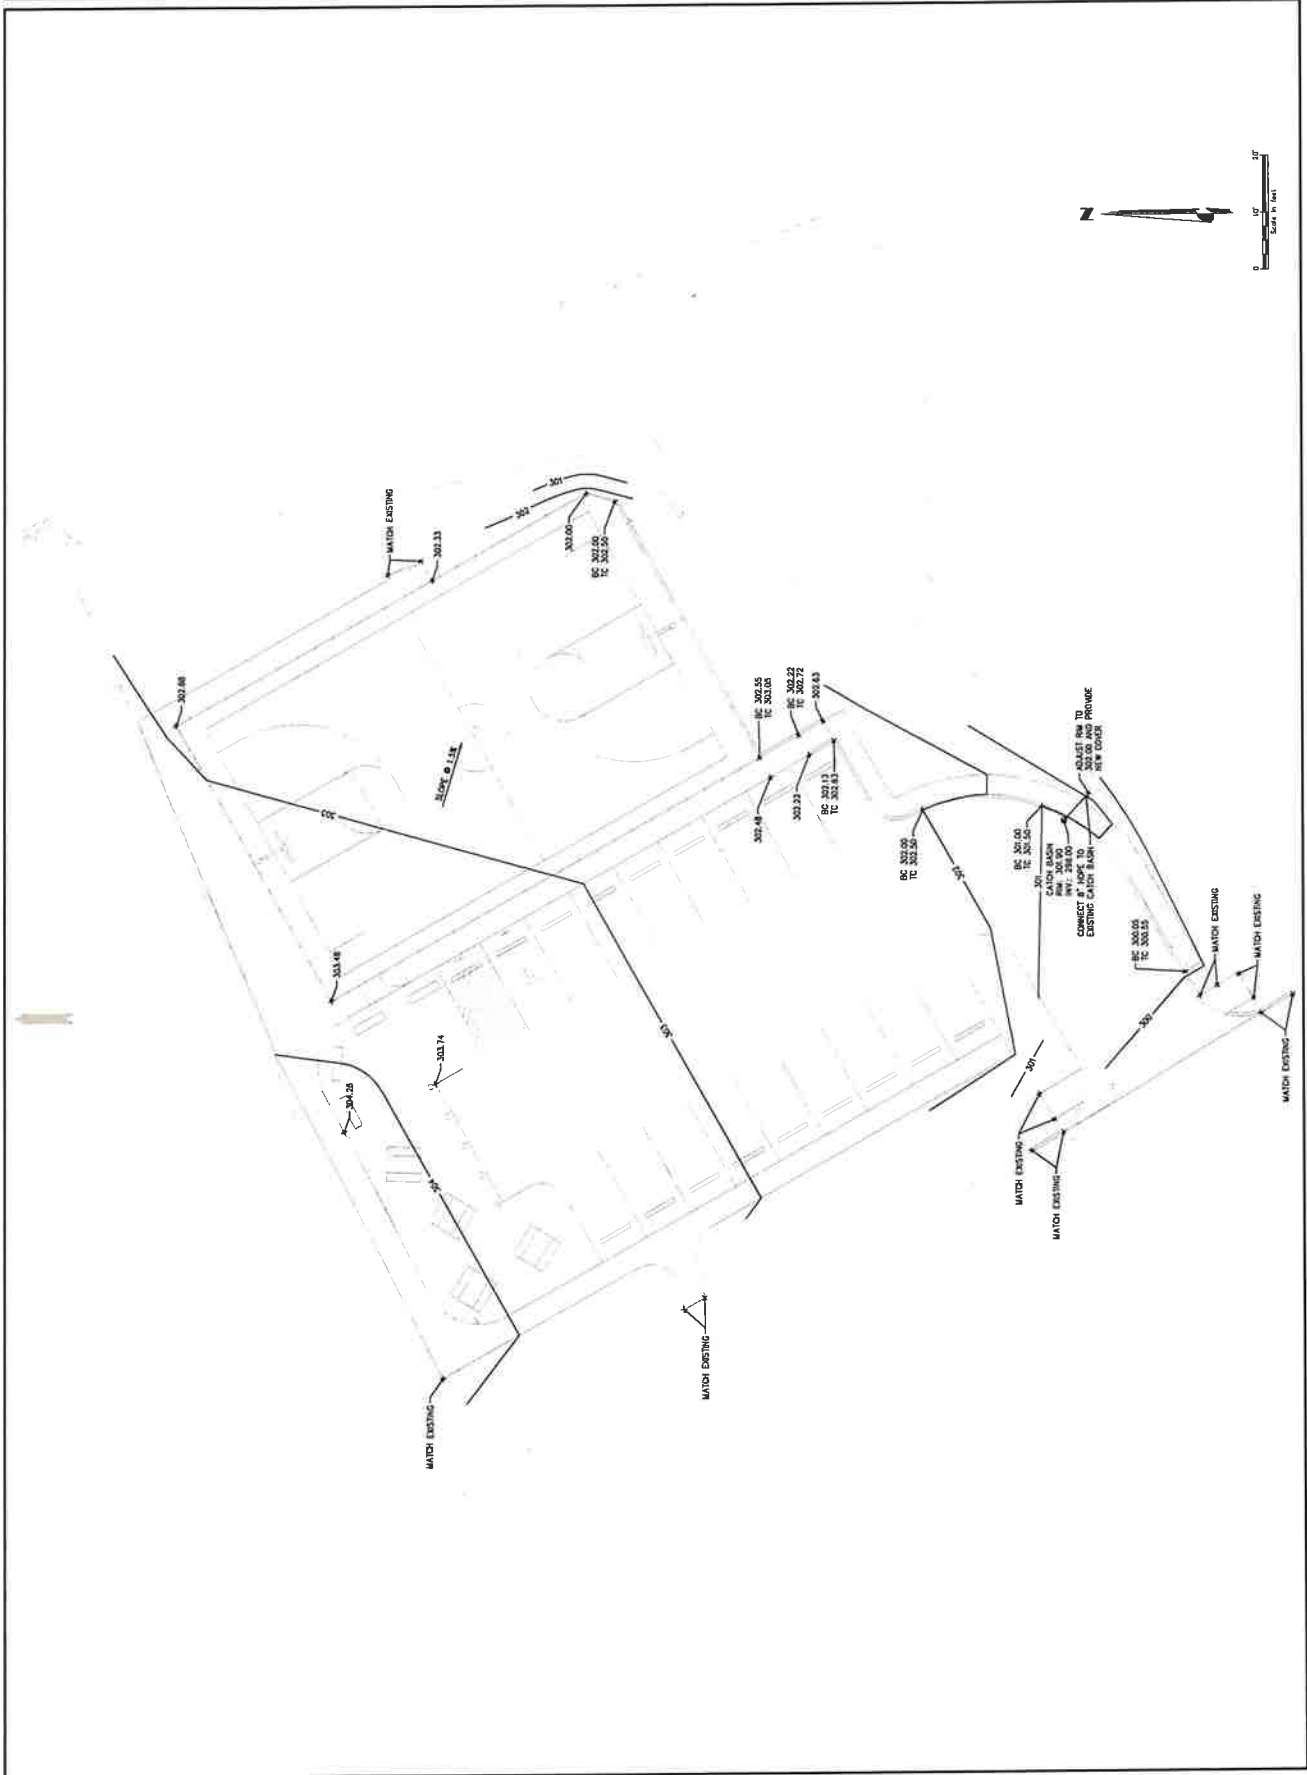 N
0
10'
20'
Scale in feet
MATCH EXISTING
302.33
302.88
302
301
302.00
BC 302.00
TC 302.50
SLOPE @ 1.5%
303
303.48
303.74
304.26
304
303
BC 302.55
TC 303.05
BC 302.22
TC 302.72
302.63
302.48
302.22
BC 302.13
TC 302.63
BC 302.00
TC 302.50
302
BC 301.00
TC 301.50
301
CATCH BASIN
RIM: 301.90
INV.: 298.00
CONNECT 8" HDPE TO
EXISTING CATCH BASIN
ADJUST RIM TO
302.00 AND PROVIDE
NEW COVER
BC 300.05
TC 300.55
MATCH EXISTING
MATCH EXISTING
MATCH EXISTING
300
301
MATCH EXISTING
MATCH EXISTING
MATCH EXISTING
MATCH EXISTING